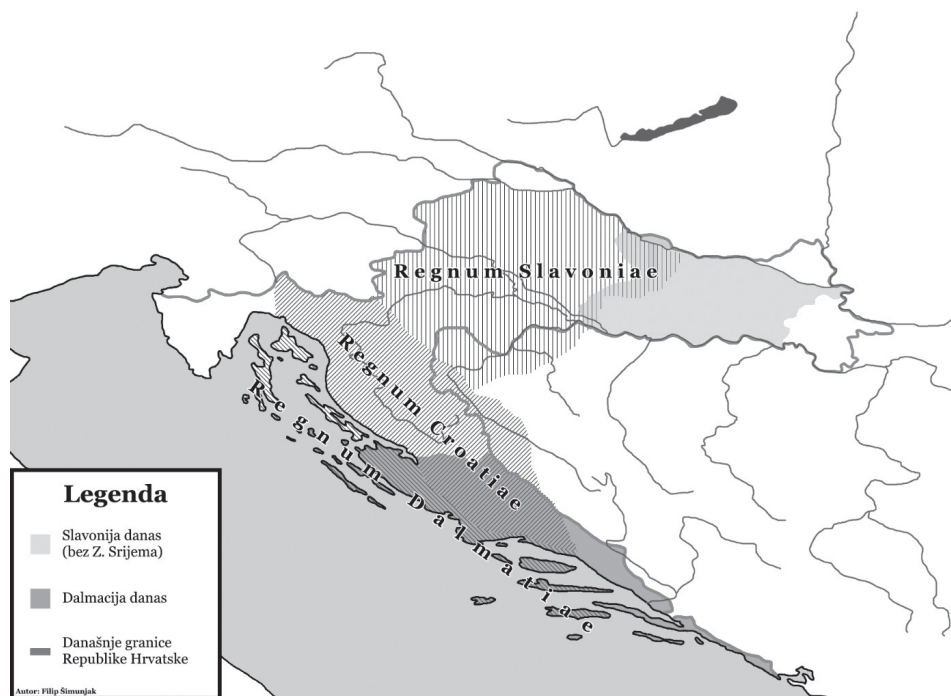 Regnum Slavoniae
Regnum Croatiae
Regnum Dalmatiae
Legenda
Slavonija danas
(bez Z. Srijema)
Dalmacija danas
Današnje granice
Republike Hrvatske
Autor: Filip Šimunjak